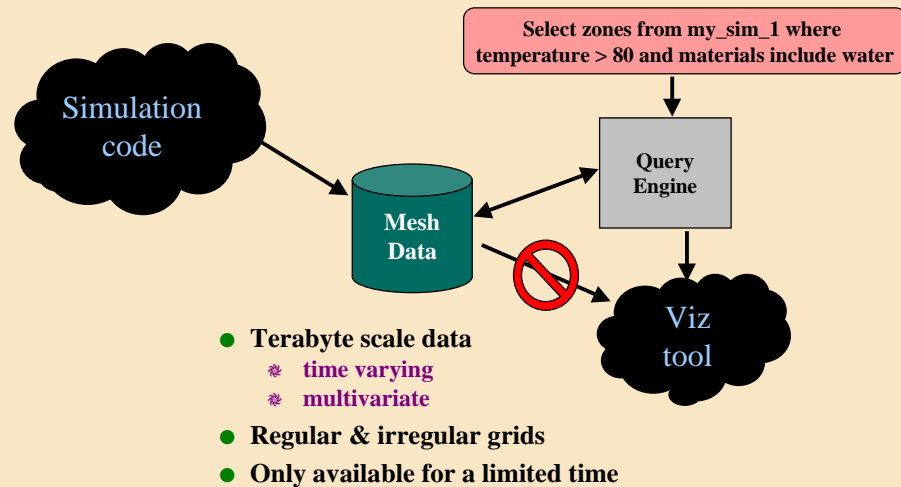 Select zones from my_sim_1 where
temperature > 80 and materials include water
Simulation
code
Query
Engine
Mesh
Data
Viz
tool
Terabyte scale data
time varying
multivariate
Regular & irregular grids
Only available for a limited time